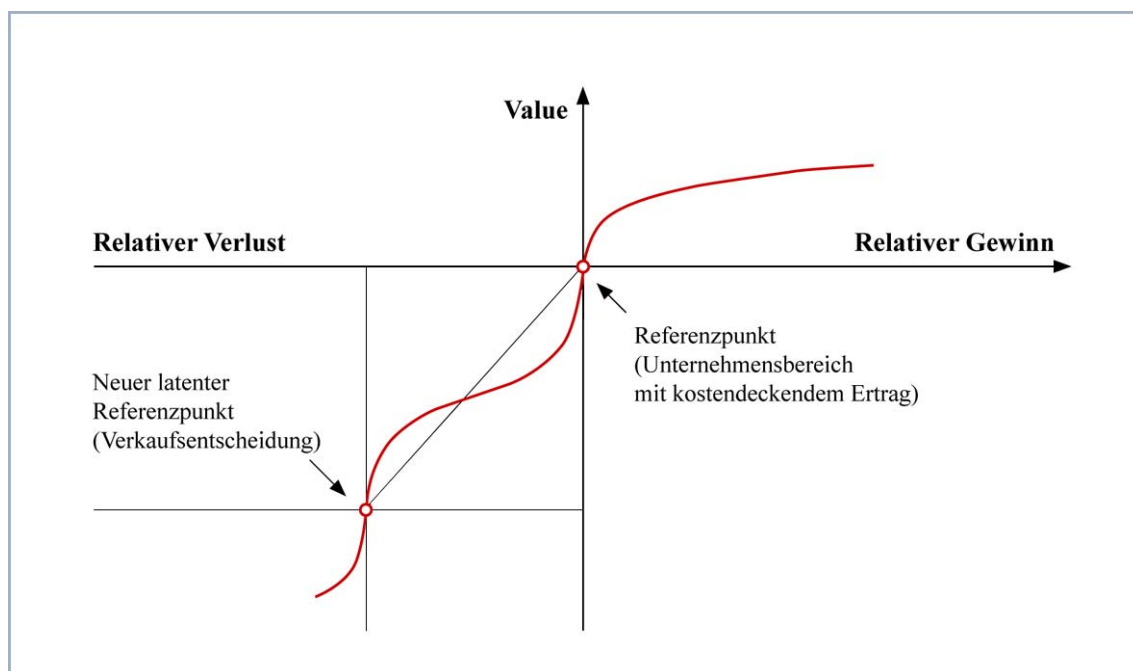 Value
Relativer Verlust
Relativer Gewinn
Referenzpunkt
(Unternehmensbereich
mit kostendeckendem Ertrag)
Neuer latenter
Referenzpunkt
(Verkaufsentscheidung)